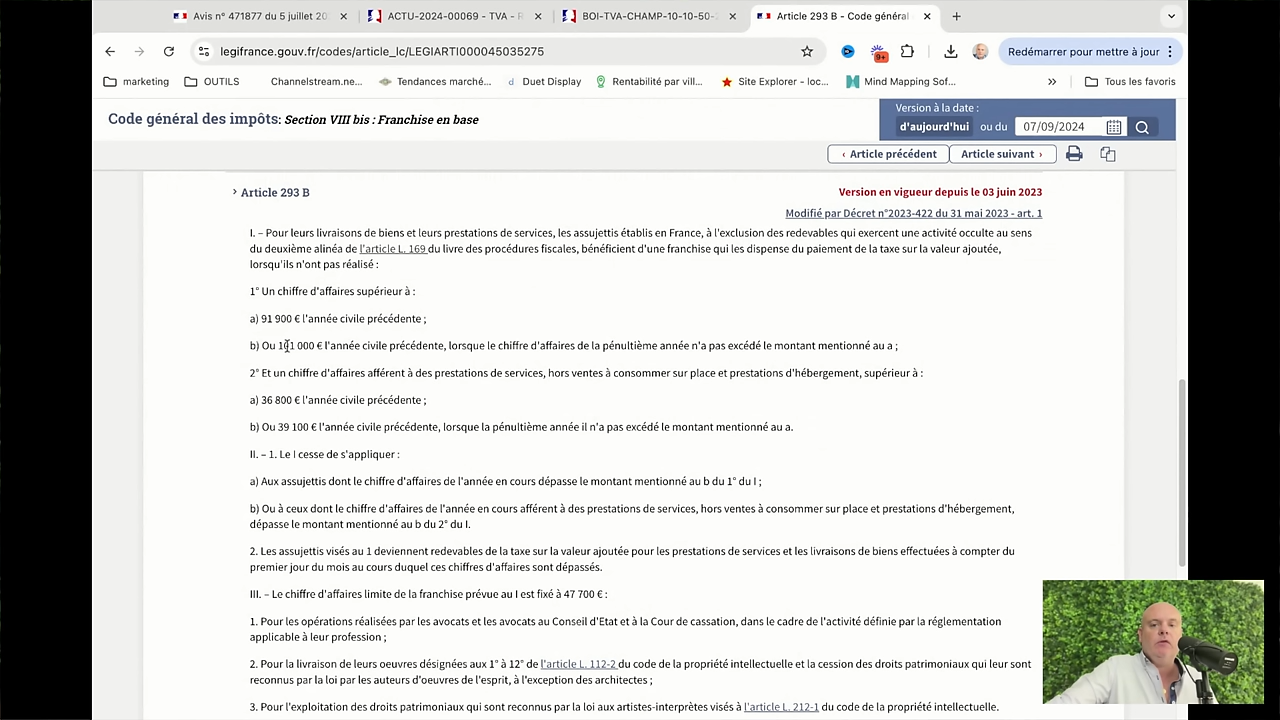 Avis n° 471877 du 5 juillet 20
ACTU-2024-00069 - TVA - R
BOI-TVA-CHAMP-10-10-50-
Article 293 B - Code général
legifrance.gouv.fr/codes/article_lc/LEGIARTI000045035275
9+
Redémarrer pour mettre à jour
marketing
OUTILS
Channelstream.ne...
Tendances marché...
Duet Display
Rentabilité par vill...
Site Explorer - loc...
Mind Mapping Sof...
»
Tous les favoris
Code général des impôts: Section VIII bis : Franchise en base
Version à la date :
d'aujourd'hui ou du 07/09/2024
‹ Article précédent
Article suivant ›
Article 293 B
Version en vigueur depuis le 03 juin 2023
Modifié par Décret n°2023-422 du 31 mai 2023 - art. 1
I. – Pour leurs livraisons de biens et leurs prestations de services, les assujettis établis en France, à l'exclusion des redevables qui exercent une activité occulte au sens
du deuxième alinéa de l'article L. 169 du livre des procédures fiscales, bénéficient d'une franchise qui les dispense du paiement de la taxe sur la valeur ajoutée,
lorsqu'ils n'ont pas réalisé :
1° Un chiffre d'affaires supérieur à :
a) 91 900 € l'année civile précédente ;
b) Ou 101 000 € l'année civile précédente, lorsque le chiffre d'affaires de la pénultième année n'a pas excédé le montant mentionné au a ;
2° Et un chiffre d'affaires afférent à des prestations de services, hors ventes à consommer sur place et prestations d'hébergement, supérieur à :
a) 36 800 € l'année civile précédente ;
b) Ou 39 100 € l'année civile précédente, lorsque la pénultième année il n'a pas excédé le montant mentionné au a.
II. – 1. Le I cesse de s'appliquer :
a) Aux assujettis dont le chiffre d'affaires de l'année en cours dépasse le montant mentionné au b du 1° du I ;
b) Ou à ceux dont le chiffre d'affaires de l'année en cours afférent à des prestations de services, hors ventes à consommer sur place et prestations d'hébergement,
dépasse le montant mentionné au b du 2° du I.
2. Les assujettis visés au 1 deviennent redevables de la taxe sur la valeur ajoutée pour les prestations de services et les livraisons de biens effectuées à compter du
premier jour du mois au cours duquel ces chiffres d'affaires sont dépassés.
III. – Le chiffre d'affaires limite de la franchise prévue au I est fixé à 47 700 € :
1. Pour les opérations réalisées par les avocats et les avocats au Conseil d'Etat et à la Cour de cassation, dans le cadre de l'activité définie par la réglementation
applicable à leur profession ;
2. Pour la livraison de leurs oeuvres désignées aux 1° à 12° de l'article L. 112-2 du code de la propriété intellectuelle et la cession des droits patrimoniaux qui leur sont
reconnus par la loi par les auteurs d'oeuvres de l'esprit, à l'exception des architectes ;
3. Pour l'exploitation des droits patrimoniaux qui sont reconnus par la loi aux artistes-interprètes visés à l'article L. 212-1 du code de la propriété intellectuelle.